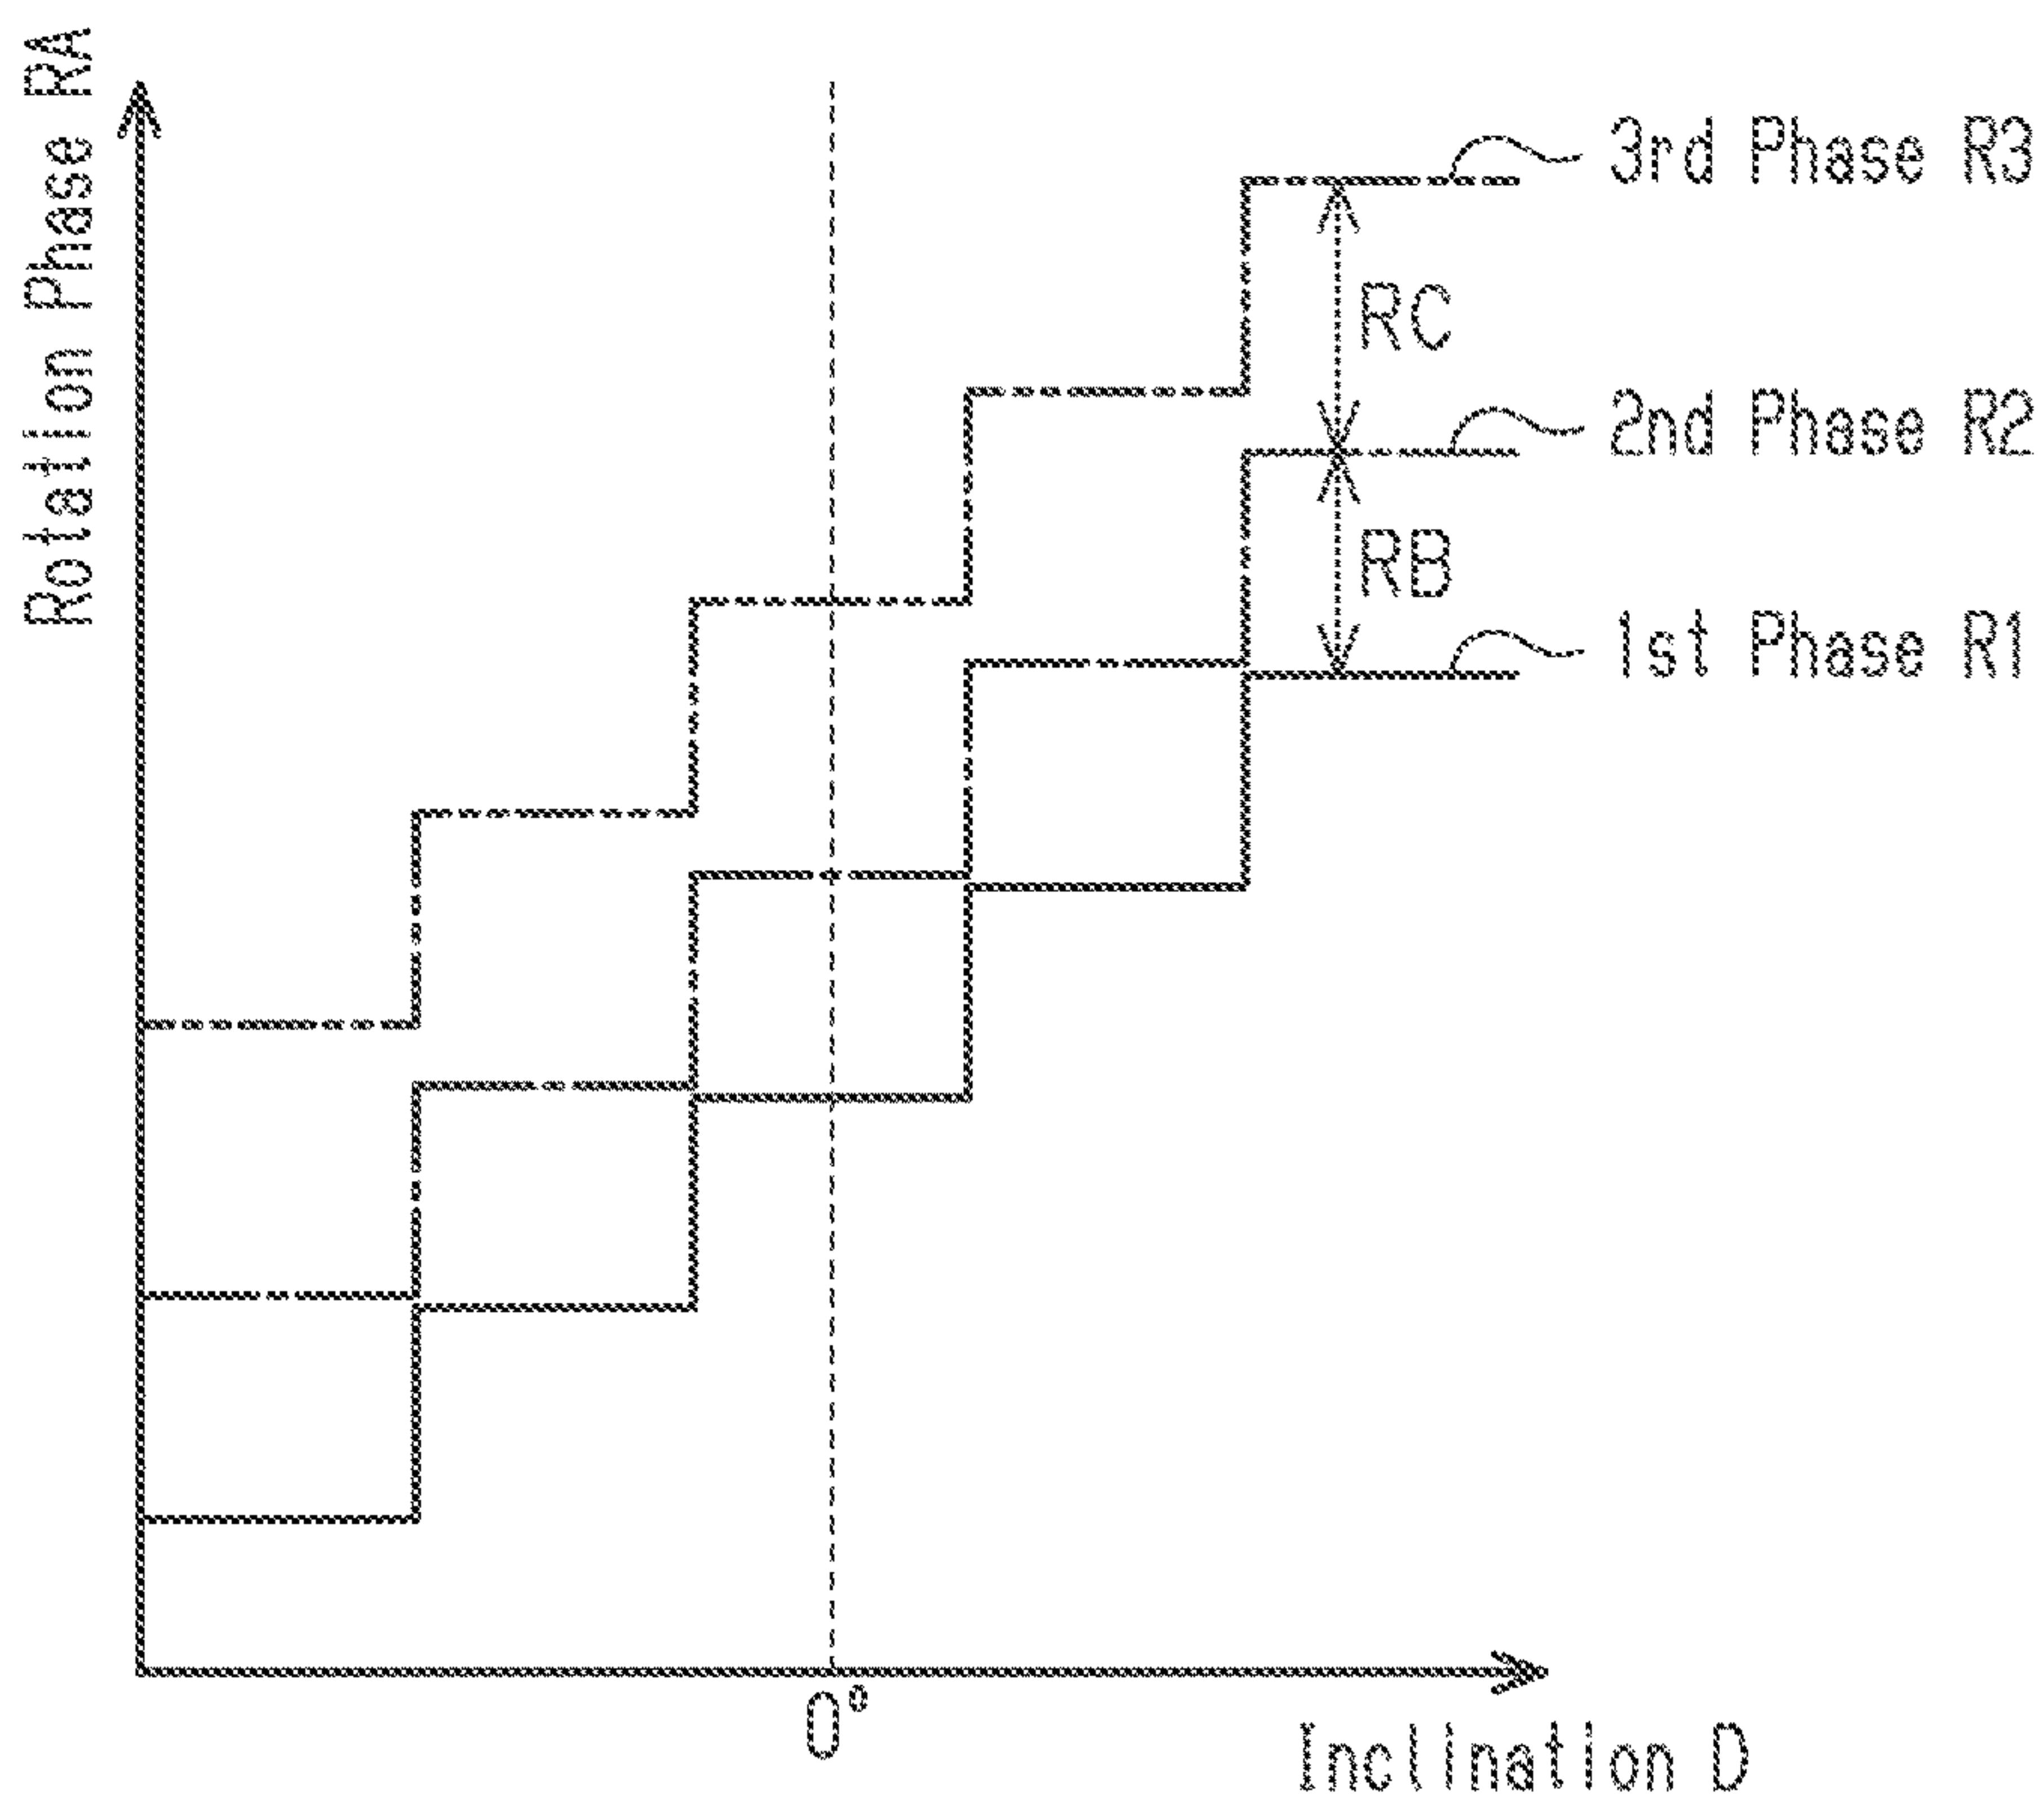 Rotation Phase RA
3rd Phase R3
RC
2nd Phase R2
RB
1st Phase R1
0°
Inclination D